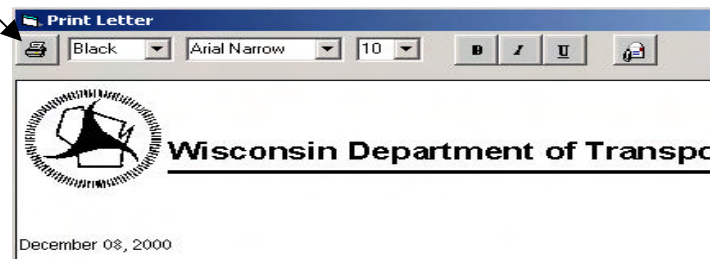 Print Letter
Black Arial Narrow 10 B I U
Wisconsin Department of Transpo
December 08, 2000